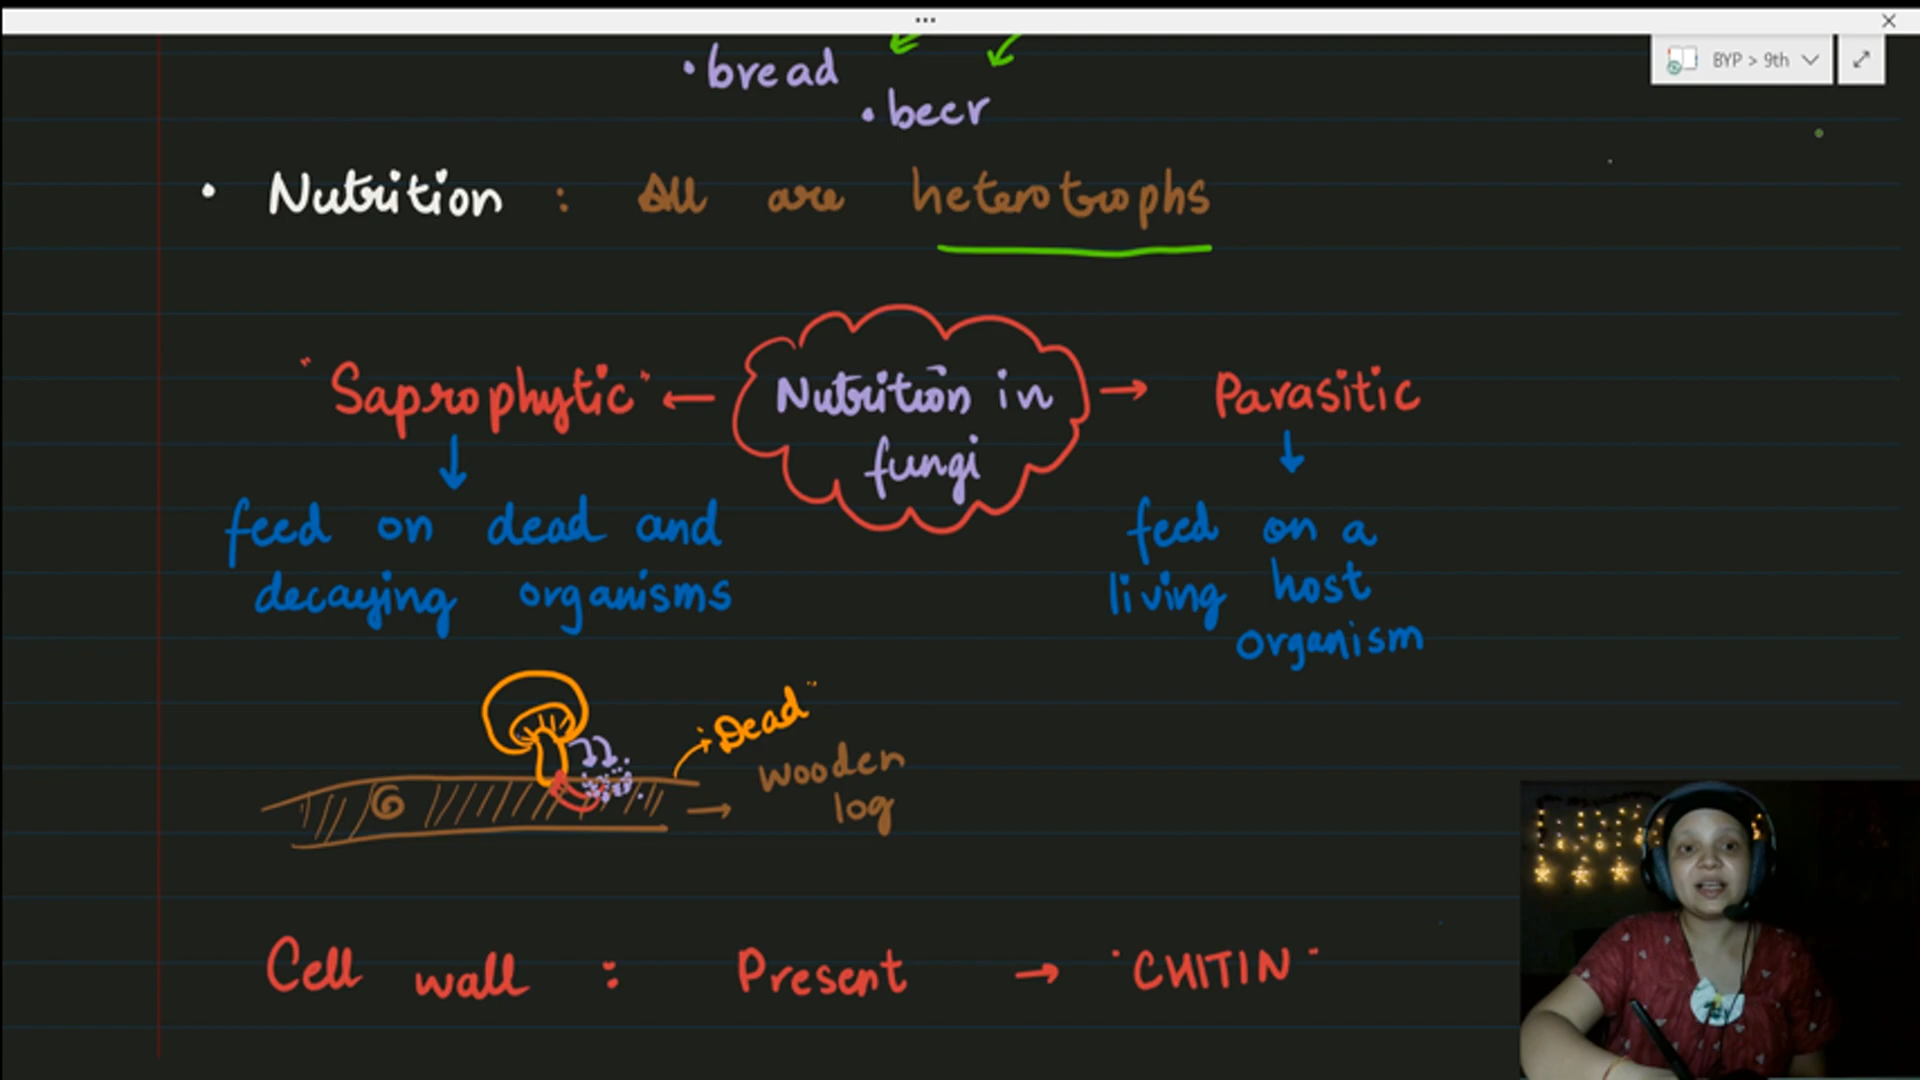 ...
BYP > 9th
• bread
• beer
• Nutrition : All are heterotrophs
"Saprophytic" ← Nutrition in fungi → Parasitic
feed on dead and
decaying organisms
feed on a
living host
organism
"Dead"
→ wooden
log
Cell wall : Present → "CHITIN"